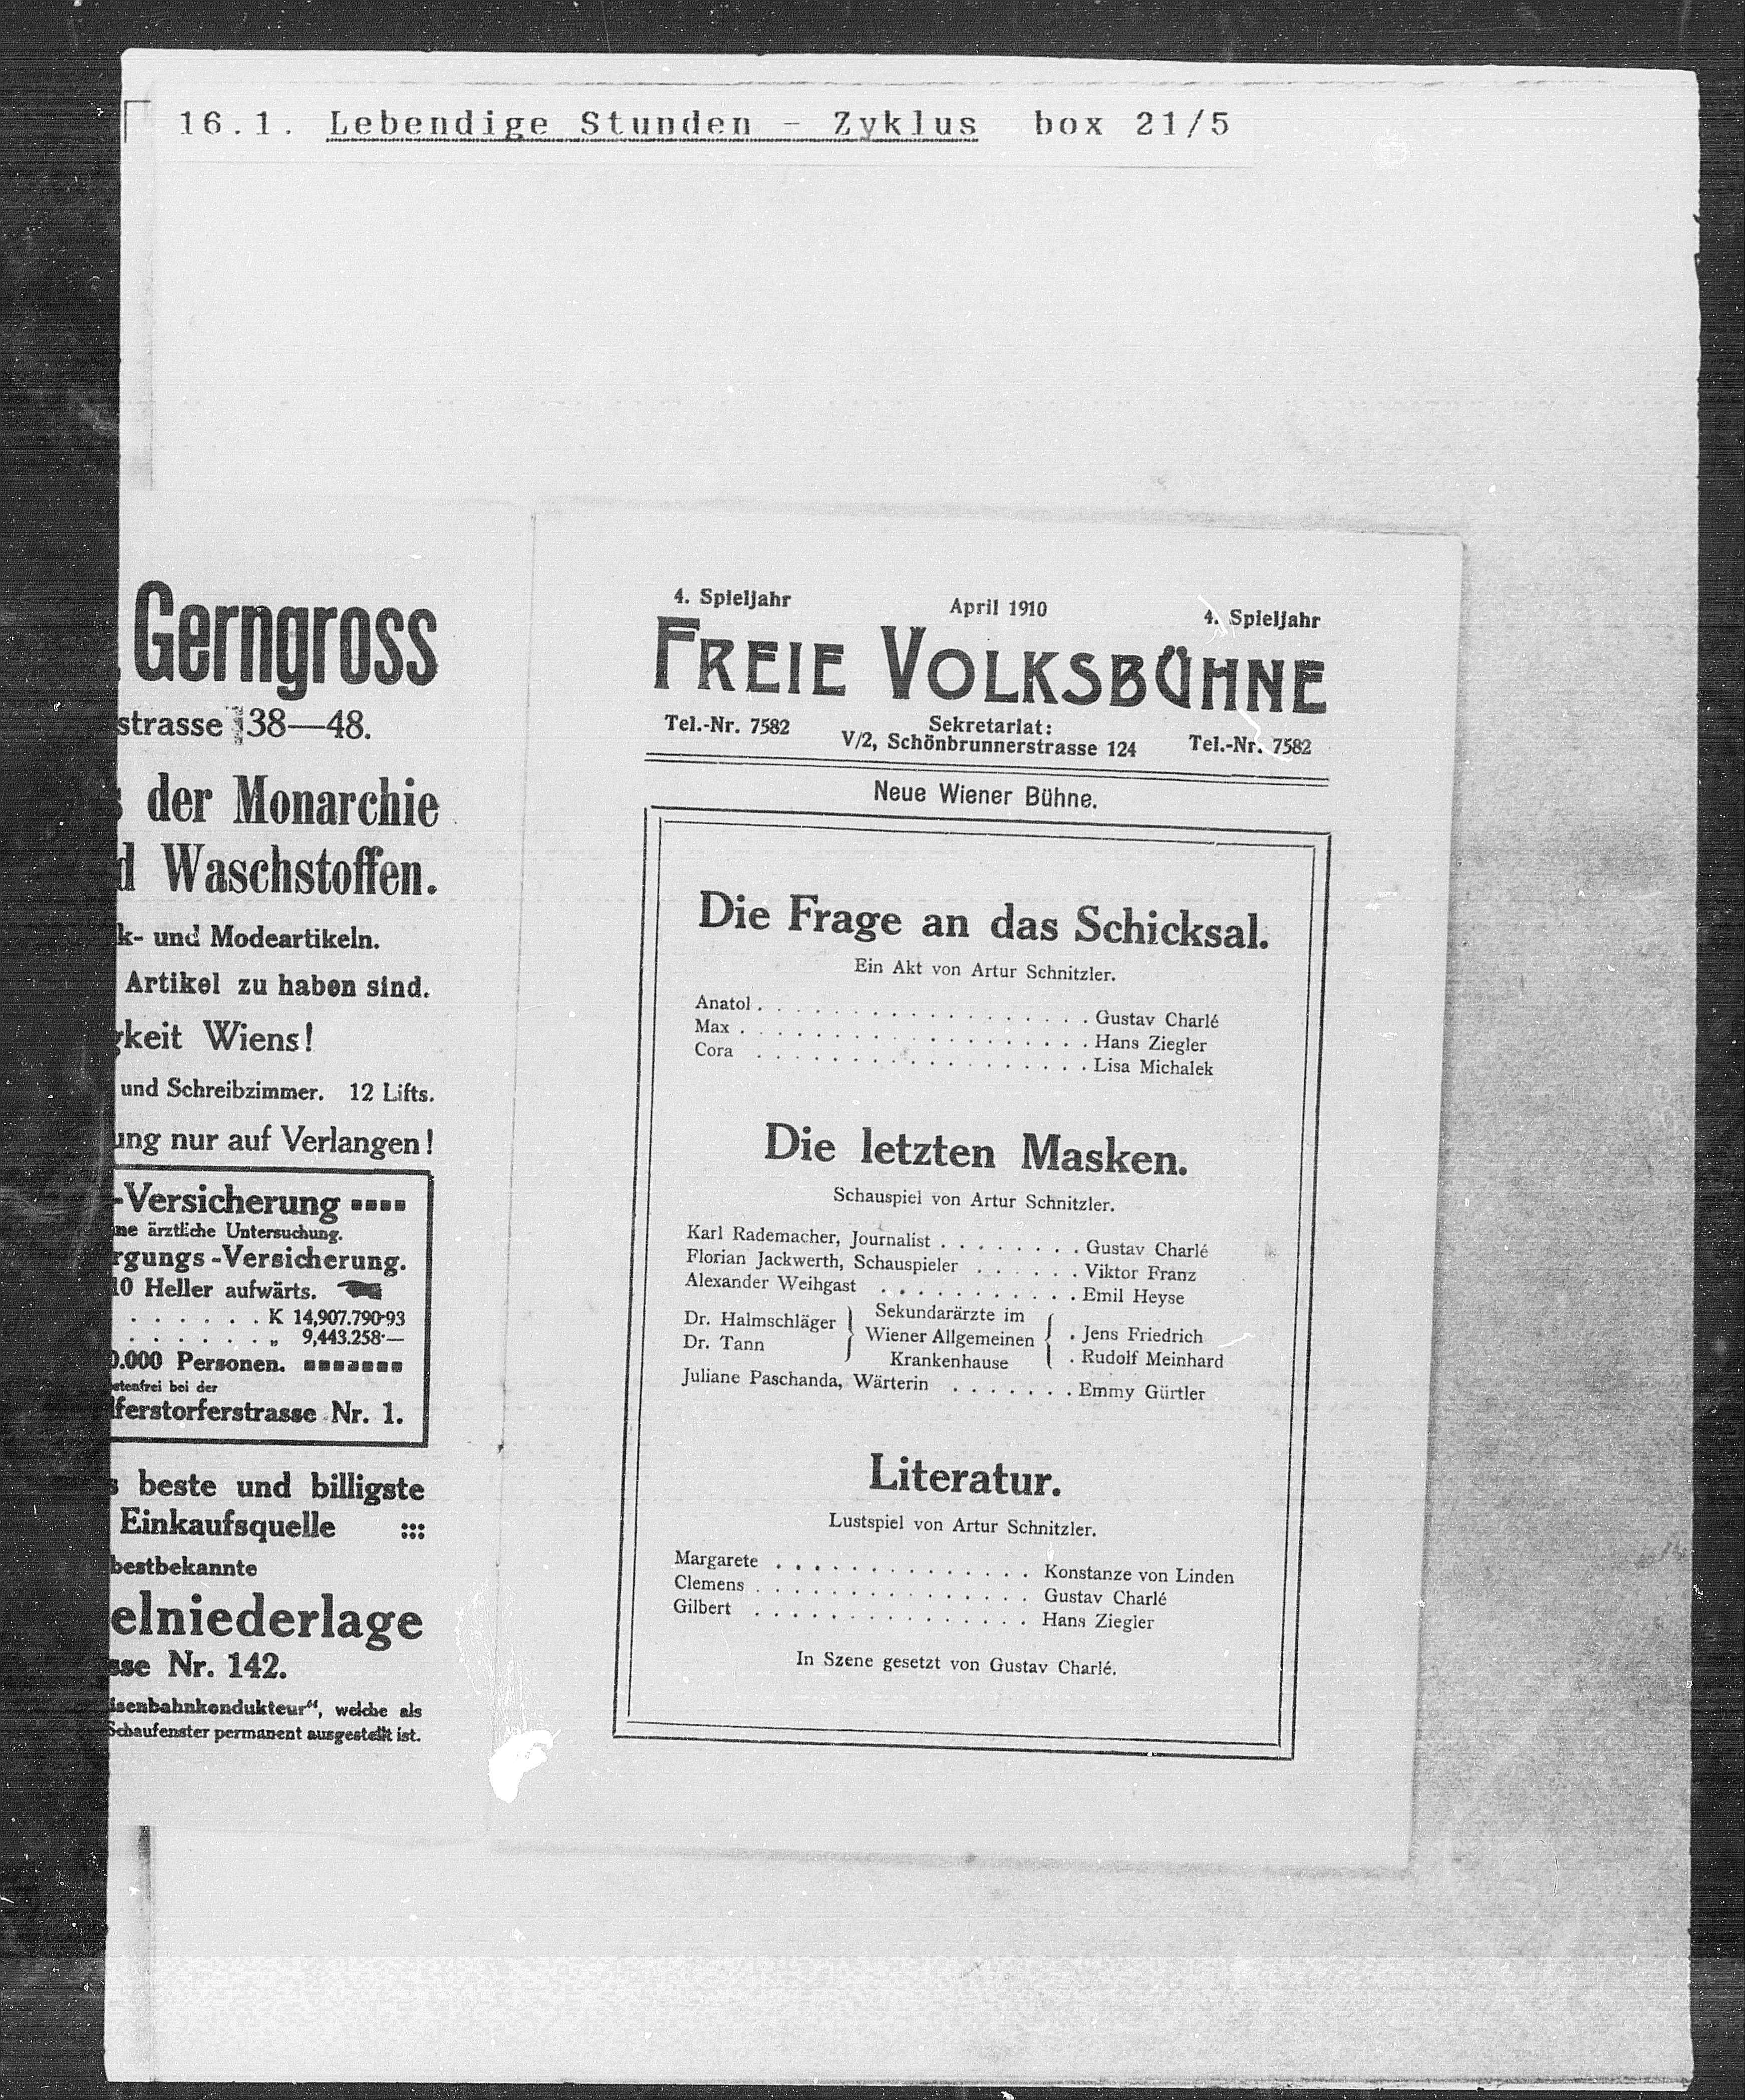 16.1. Lebendige Stunden - Zyklus box 21/5
Gerngross
strasse 38—48.
der Monarchie
Waschstoffen.
k- und Modeartikeln.
Artikel zu haben sind.
keit Wiens!
und Schreibzimmer. 12 Lifts.
ung nur auf Verlangen!
-Versicherung
ne ärztliche Untersuchung.
rgungs-Versicherung.
10 Heller aufwärts.
. . . . . . K 14,907.790·93
. . . . . . „ 9,443.258·—
0.000 Personen.
stenfrei bei der
lferstorferstrasse Nr. 1.
s beste und billigste
Einkaufsquelle :::
bestbekannte
elniederlage
sse Nr. 142.
isenbahnkondukteur“, welche als
Schaufenster permanent ausgestellt ist.
4. Spieljahr April 1910 4. Spieljahr
FREIE VOLKSBÜHNE
Tel.-Nr. 7582 Sekretariat: Tel.-Nr. 7582
V/2, Schönbrunnerstrasse 124
Neue Wiener Bühne.
Die Frage an das Schicksal.
Ein Akt von Artur Schnitzler.
Anatol . . . . . . . . . . . . . . . . . . Gustav Charlé
Max . . . . . . . . . . . . . . . . . . . Hans Ziegler
Cora . . . . . . . . . . . . . . . . . . Lisa Michalek
Die letzten Masken.
Schauspiel von Artur Schnitzler.
Karl Rademacher, Journalist . . . . . . . . Gustav Charlé
Florian Jackwerth, Schauspieler . . . . . . Viktor Franz
Alexander Weihgast . . . . . . . . . . . Emil Heyse
Dr. Halmschläger } Sekundarärzte im { . Jens Friedrich
Dr. Tann } Wiener Allgemeinen { . Rudolf Meinhard
Krankenhause
Juliane Paschanda, Wärterin . . . . . . . Emmy Gürtler
Literatur.
Lustspiel von Artur Schnitzler.
Margarete . . . . . . . . . . . . . . Konstanze von Linden
Clemens . . . . . . . . . . . . . . . Gustav Charlé
Gilbert . . . . . . . . . . . . . . . Hans Ziegler
In Szene gesetzt von Gustav Charlé.